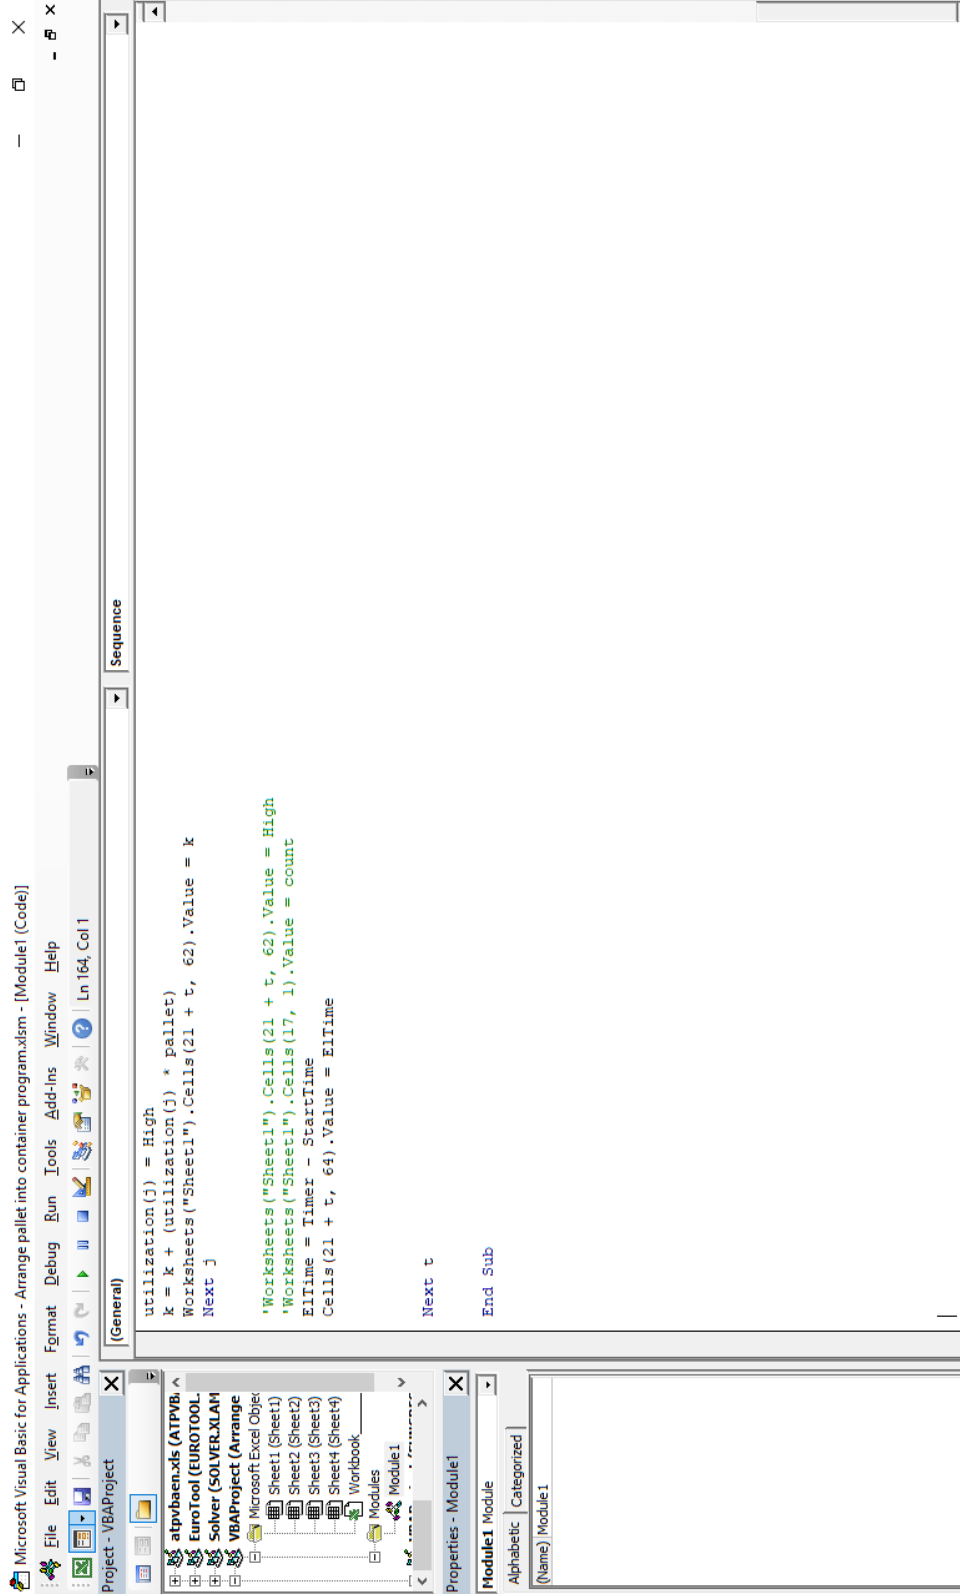 Microsoft Visual Basic for Applications - Arrange pallet into container program.xlsm - [Module1 (Code)]
File Edit View Insert Format Debug Run Tools Add-Ins Window Help
Ln 164, Col 1
Project - VBAProject
atpvbaen.xls (ATPVB
EuroTool (EUROTOOL.
Solver (SOLVER.XLAM
VBAProject (Arrange
Microsoft Excel Objec
Sheet1 (Sheet1)
Sheet2 (Sheet2)
Sheet3 (Sheet3)
Sheet4 (Sheet4)
Workbook
Modules
Module1
Properties - Module1
Module1 Module
Alphabetic Categorized
(Name) Module1
(General)
Sequence
utilization(j) = High
k = k + (utilization(j) * pallet)
Worksheets("Sheet1").Cells(21 + t, 62).Value = k
Next j
'Worksheets("Sheet1").Cells(21 + t, 62).Value = High
'Worksheets("Sheet1").Cells(17, 1).Value = count
ElTime = Timer - StartTime
Cells(21 + t, 64).Value = ElTime
Next t
End Sub